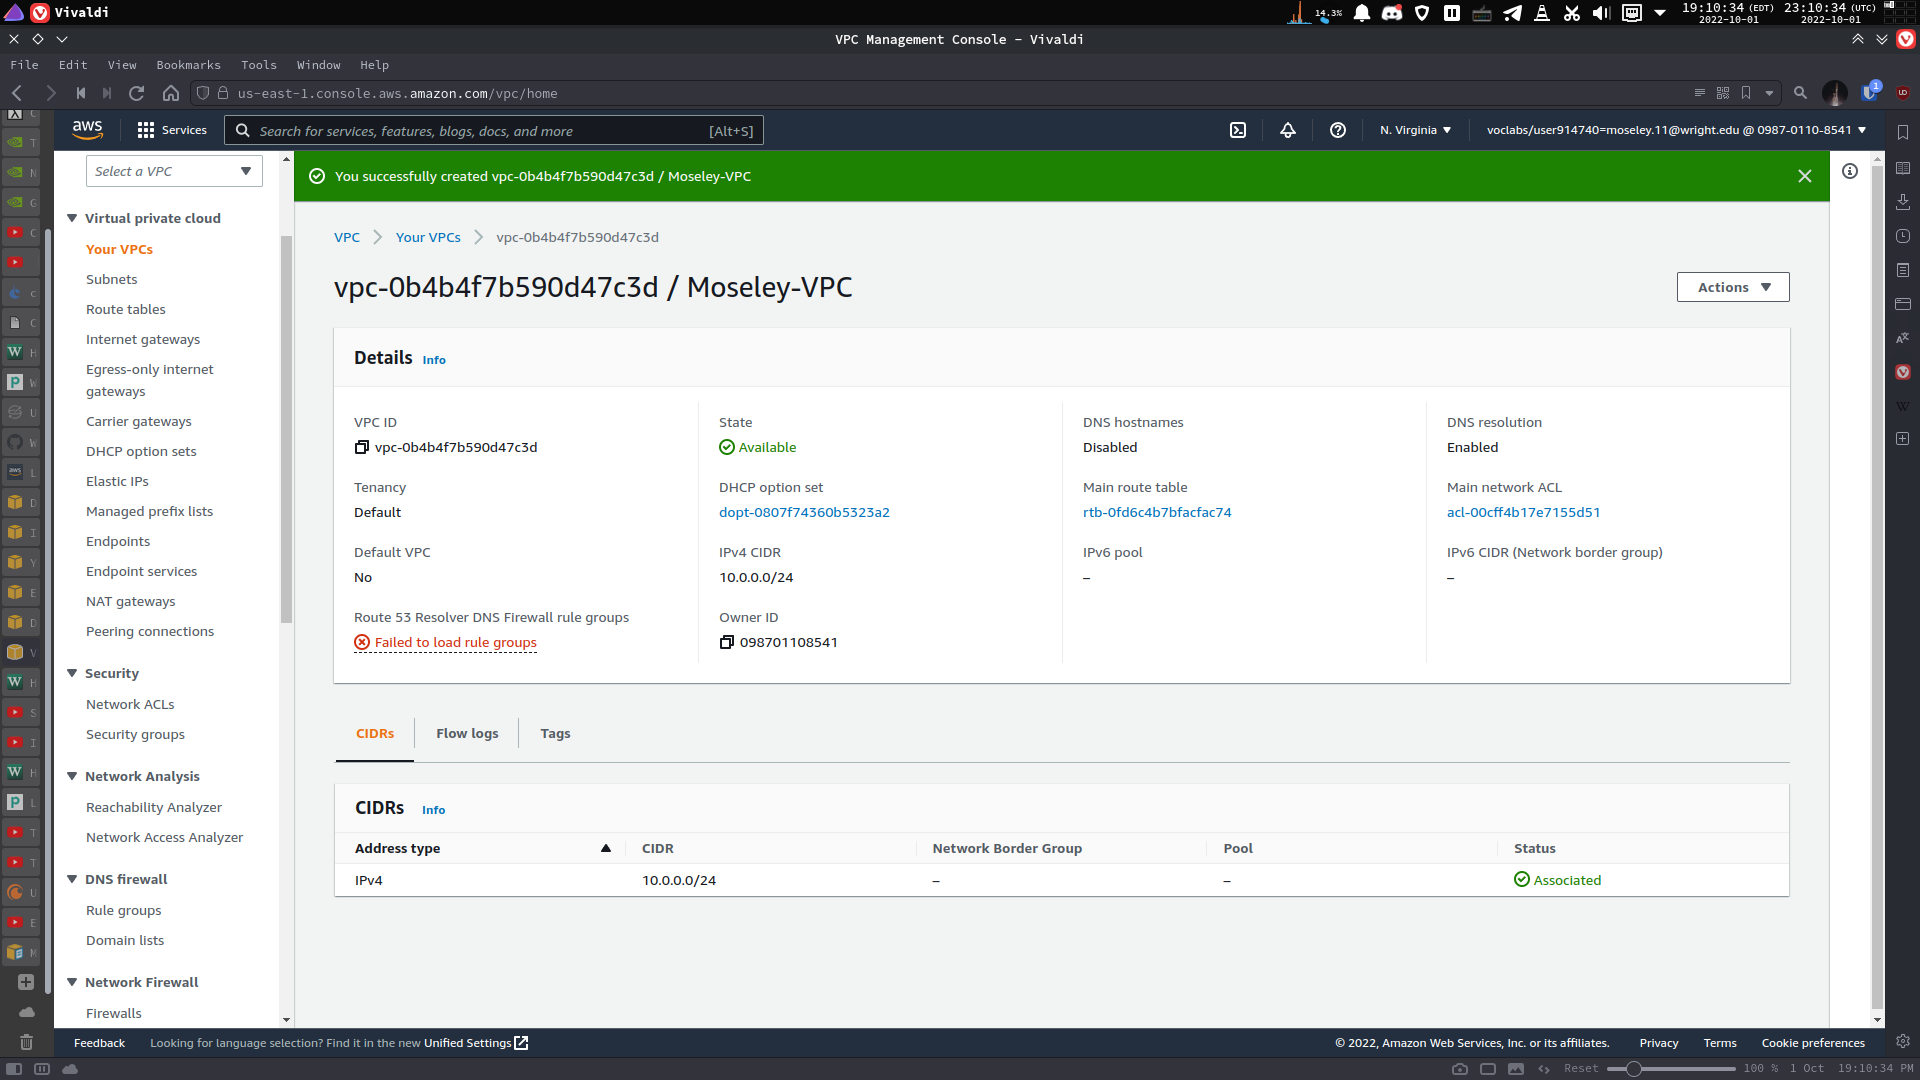 Vivaldi
14.3%
19:10:34 (EDT) 23:10:34 (UTC)
2022-10-01 2022-10-01
VPC Management Console - Vivaldi
File Edit View Bookmarks Tools Window Help
us-east-1.console.aws.amazon.com/vpc/home
1
aws
Services
Search for services, features, blogs, docs, and more [Alt+S]
N. Virginia
voclabs/user914740=moseley.11@wright.edu @ 0987-0110-8541
Select a VPC
Virtual private cloud
Your VPCs
Subnets
Route tables
Internet gateways
Egress-only internet
gateways
Carrier gateways
DHCP option sets
Elastic IPs
Managed prefix lists
Endpoints
Endpoint services
NAT gateways
Peering connections
Security
Network ACLs
Security groups
Network Analysis
Reachability Analyzer
Network Access Analyzer
DNS firewall
Rule groups
Domain lists
Network Firewall
Firewalls
You successfully created vpc-0b4b4f7b590d47c3d / Moseley-VPC
VPC
Your VPCs
vpc-0b4b4f7b590d47c3d
vpc-0b4b4f7b590d47c3d / Moseley-VPC
Actions
Details Info
VPC ID
vpc-0b4b4f7b590d47c3d
State
Available
DNS hostnames
Disabled
DNS resolution
Enabled
Tenancy
Default
DHCP option set
dopt-0807f74360b5323a2
Main route table
rtb-0fd6c4b7bfacfac74
Main network ACL
acl-00cff4b17e7155d51
Default VPC
No
IPv4 CIDR
10.0.0.0/24
IPv6 pool
–
IPv6 CIDR (Network border group)
–
Route 53 Resolver DNS Firewall rule groups
Failed to load rule groups
Owner ID
098701108541
CIDRs
Flow logs
Tags
CIDRs Info
Address type CIDR Network Border Group Pool Status
IPv4 10.0.0.0/24 – – Associated
Feedback
Looking for language selection? Find it in the new Unified Settings
© 2022, Amazon Web Services, Inc. or its affiliates.
Privacy
Terms
Cookie preferences
Reset 100 % 1 Oct 19:10:34 PM